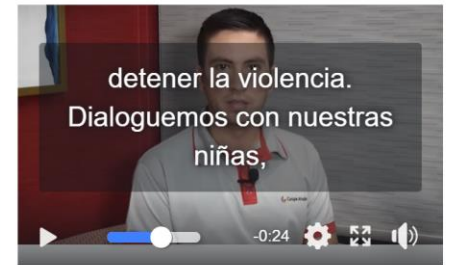 detener la violencia.
Dialoguemos con nuestras
niñas,
-0:24